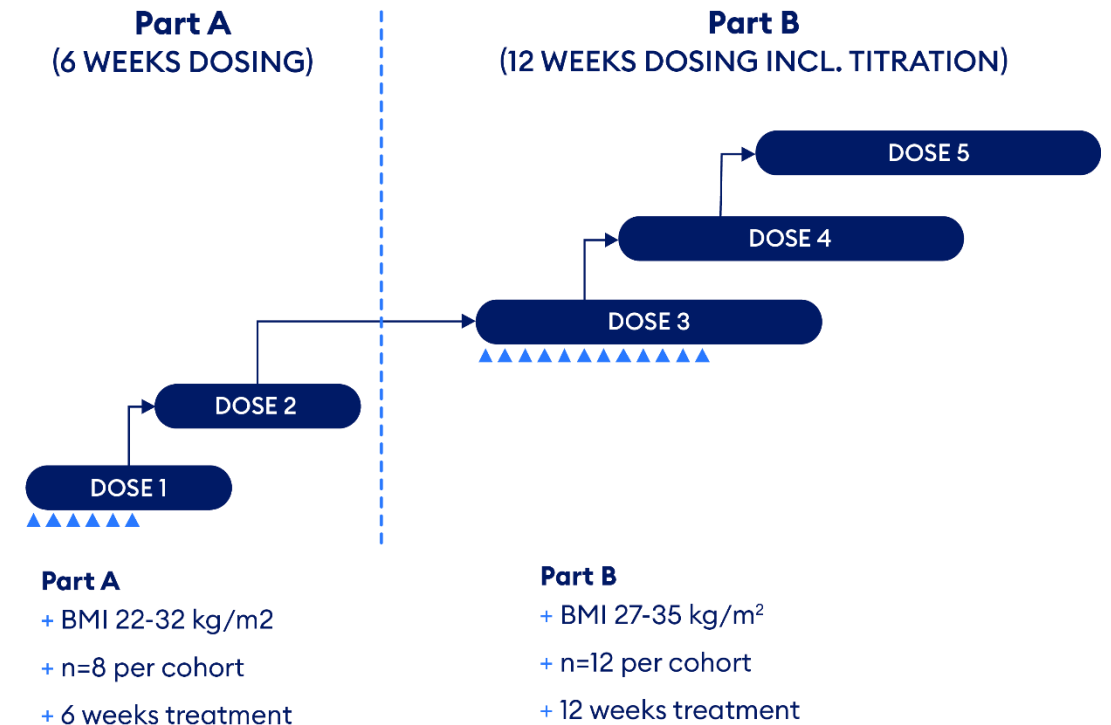 Part A
(6 WEEKS DOSING)
Part B
(12 WEEKS DOSING INCL. TITRATION)
DOSE 5
DOSE 4
DOSE 3
DOSE 2
DOSE 1
Part A
+ BMI 22-32 kg/m2
+ n=8 per cohort
+ 6 weeks treatment
Part B
+ BMI 27-35 kg/m²
+ n=12 per cohort
+ 12 weeks treatment